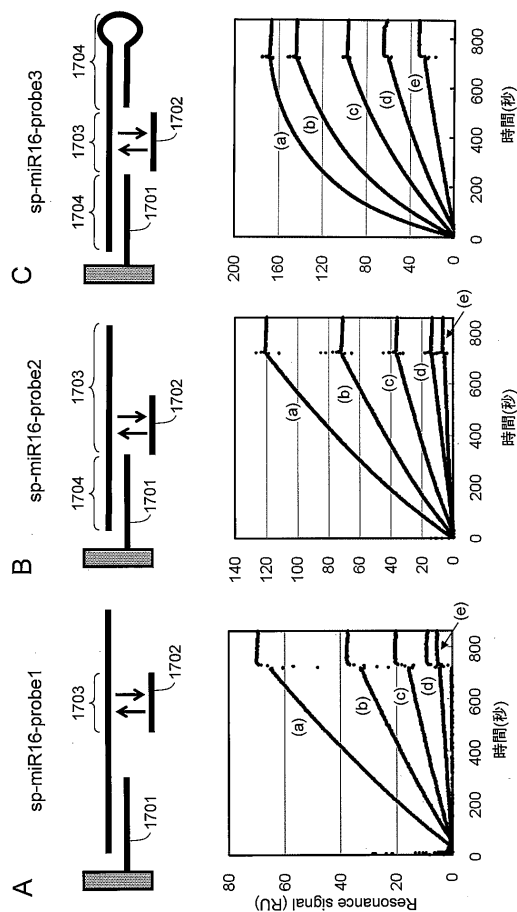 A
sp-miR16-probe1
1703
1701
1702
Resonance signal (RU)
80
60
40
20
0
(a)
(b)
(c)
(d)
(e)
0 200 400 600 800
時間(秒)
B
sp-miR16-probe2
1704
1703
1701
1702
140
120
100
80
60
40
20
0
(a)
(b)
(c)
(d)
(e)
0 200 400 600 800
時間(秒)
C
sp-miR16-probe3
1704
1703
1704
1701
1702
200
160
120
80
40
0
(a)
(b)
(c)
(d)
(e)
0 200 400 600 800
時間(秒)